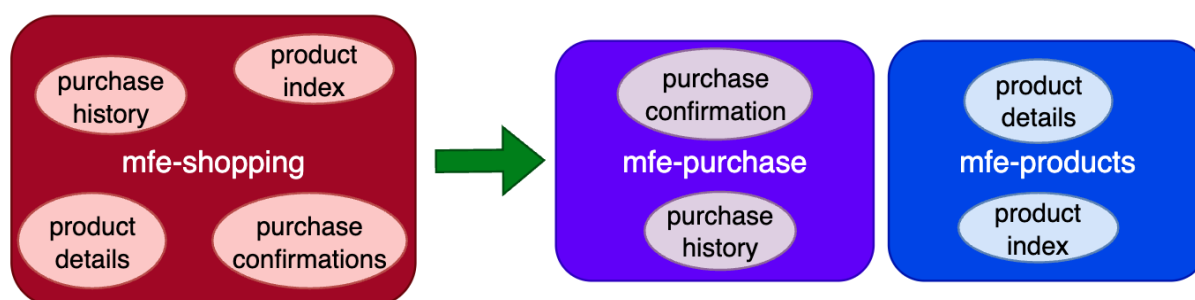 purchase
history
product
index
mfe-shopping
product
details
purchase
confirmations
purchase
confirmation
mfe-purchase
purchase
history
product
details
mfe-products
product
index